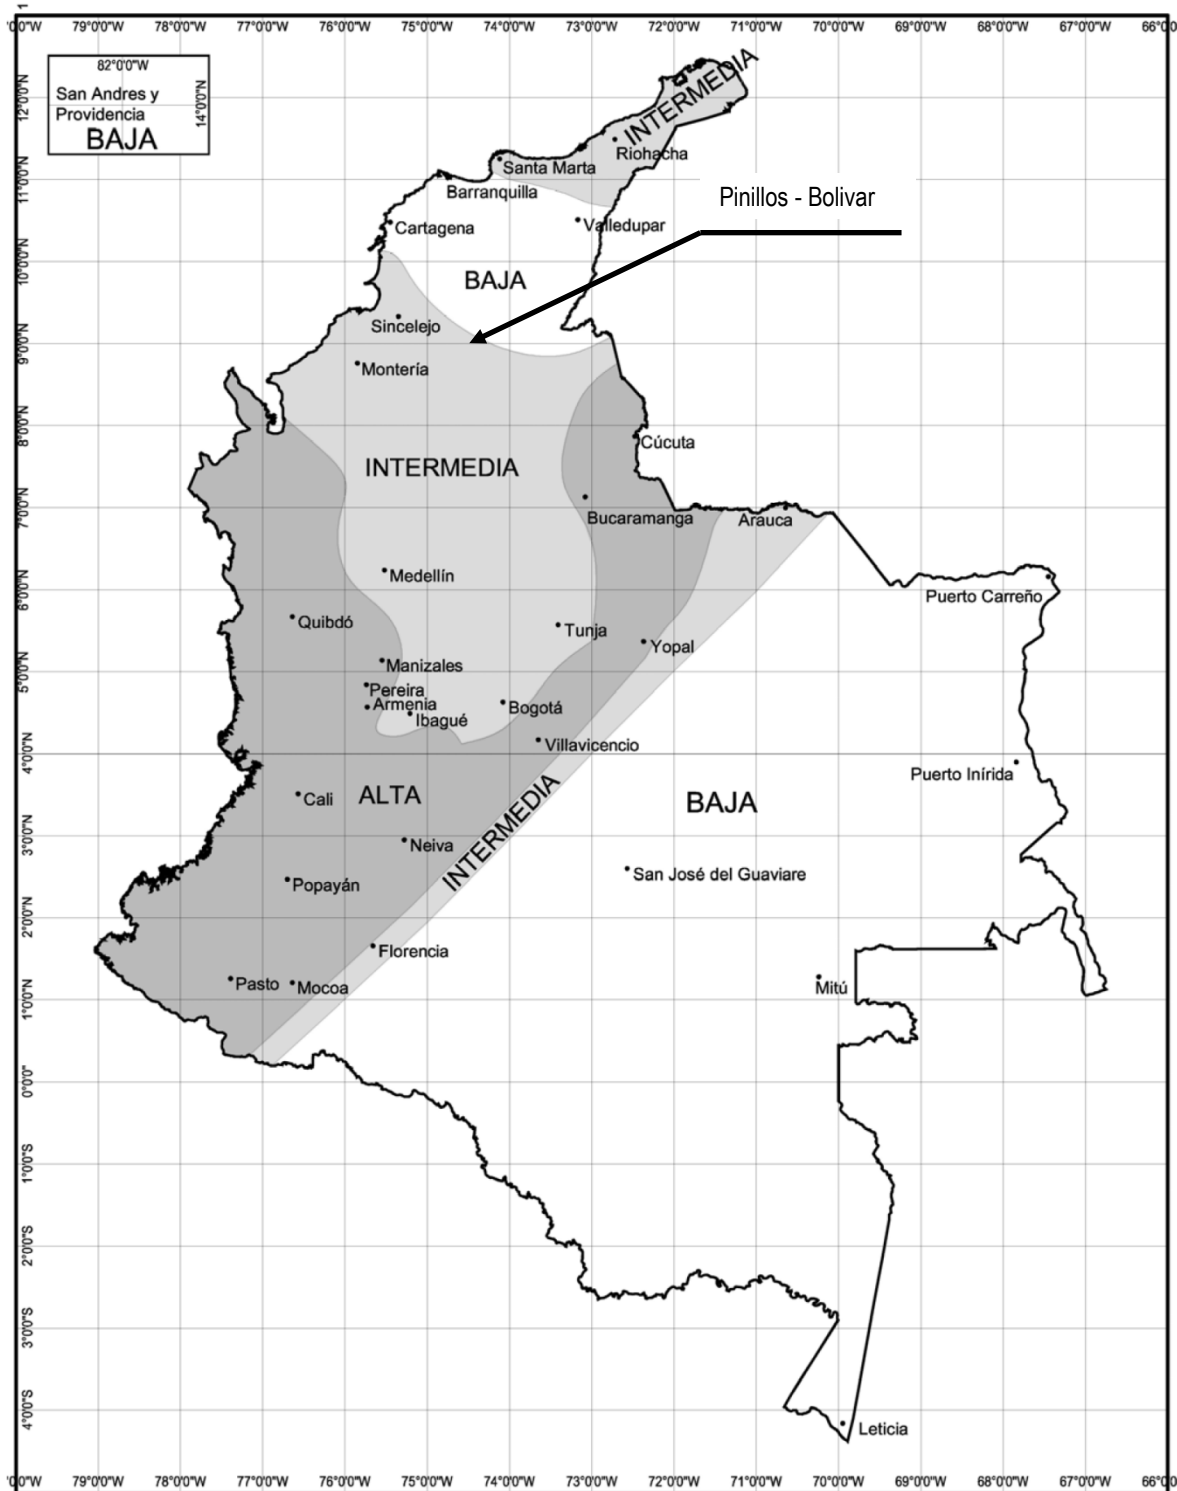 1
'0'0"W 79°0'0"W 78°0'0"W 77°0'0"W 76°0'0"W 75°0'0"W 74°0'0"W 73°0'0"W 72°0'0"W 71°0'0"W 70°0'0"W 69°0'0"W 68°0'0"W 67°0'0"W 66°0
82°0'0"W
San Andres y
Providencia
BAJA
14°0'0"N
12°0'0"N
INTERMEDIA
Riohacha
Santa Marta
11°0'0"N
Barranquilla
Pinillos - Bolivar
Cartagena
Valledupar
10°0'0"N
BAJA
Sincelejo
9°0'0"N
Montería
8°0'0"N
Cúcuta
INTERMEDIA
7°0'0"N
Bucaramanga
Arauca
Medellín
6°0'0"N
Puerto Carreño
Quibdó
Tunja
Yopal
5°0'0"N
Manizales
Pereira
Armenia
Bogotá
Ibagué
Villavicencio
4°0'0"N
Puerto Inírida
ALTA
Cali
BAJA
INTERMEDIA
3°0'0"N
Neiva
San José del Guaviare
Popayán
2°0'0"N
Florencia
Pasto
Mocoa
Mitú
1°0'0"N
0°0'0"
1°0'0"S
2°0'0"S
3°0'0"S
4°0'0"S
Leticia
'0'0"W 79°0'0"W 78°0'0"W 77°0'0"W 76°0'0"W 75°0'0"W 74°0'0"W 73°0'0"W 72°0'0"W 71°0'0"W 70°0'0"W 69°0'0"W 68°0'0"W 67°0'0"W 66°0